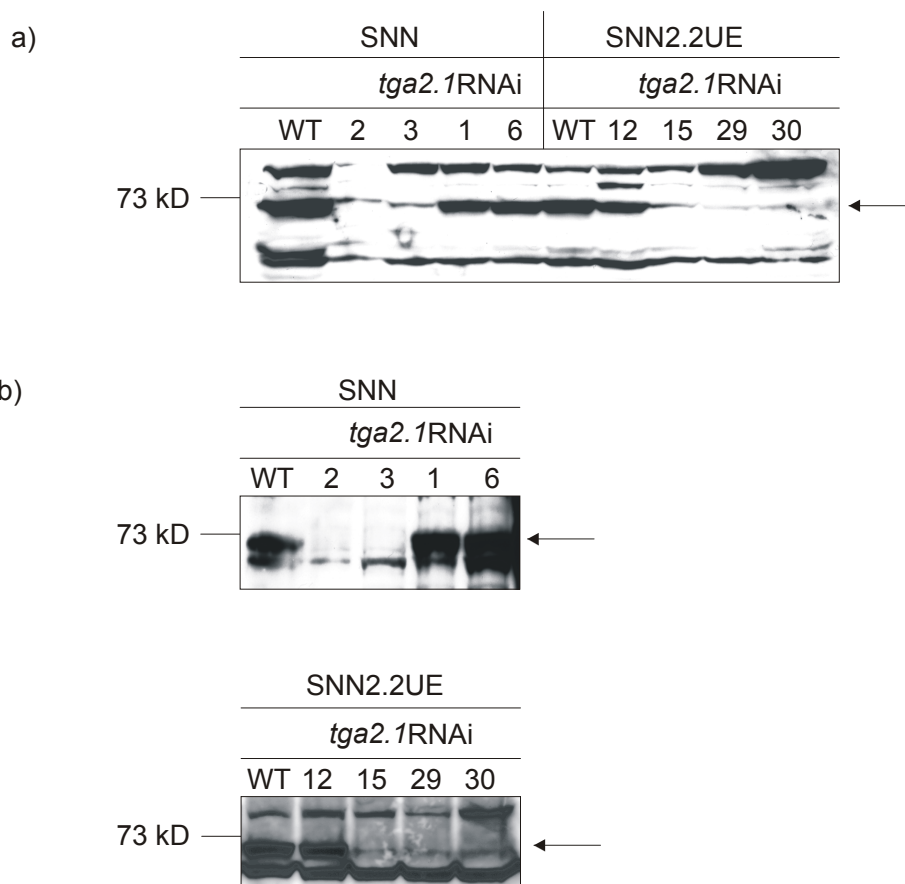 a)
SNN SNN2.2UE
tga2.1RNAi tga2.1RNAi
WT 2 3 1 6 WT 12 15 29 30
73 kD
b)
SNN
tga2.1RNAi
WT 2 3 1 6
73 kD
SNN2.2UE
tga2.1RNAi
WT 12 15 29 30
73 kD